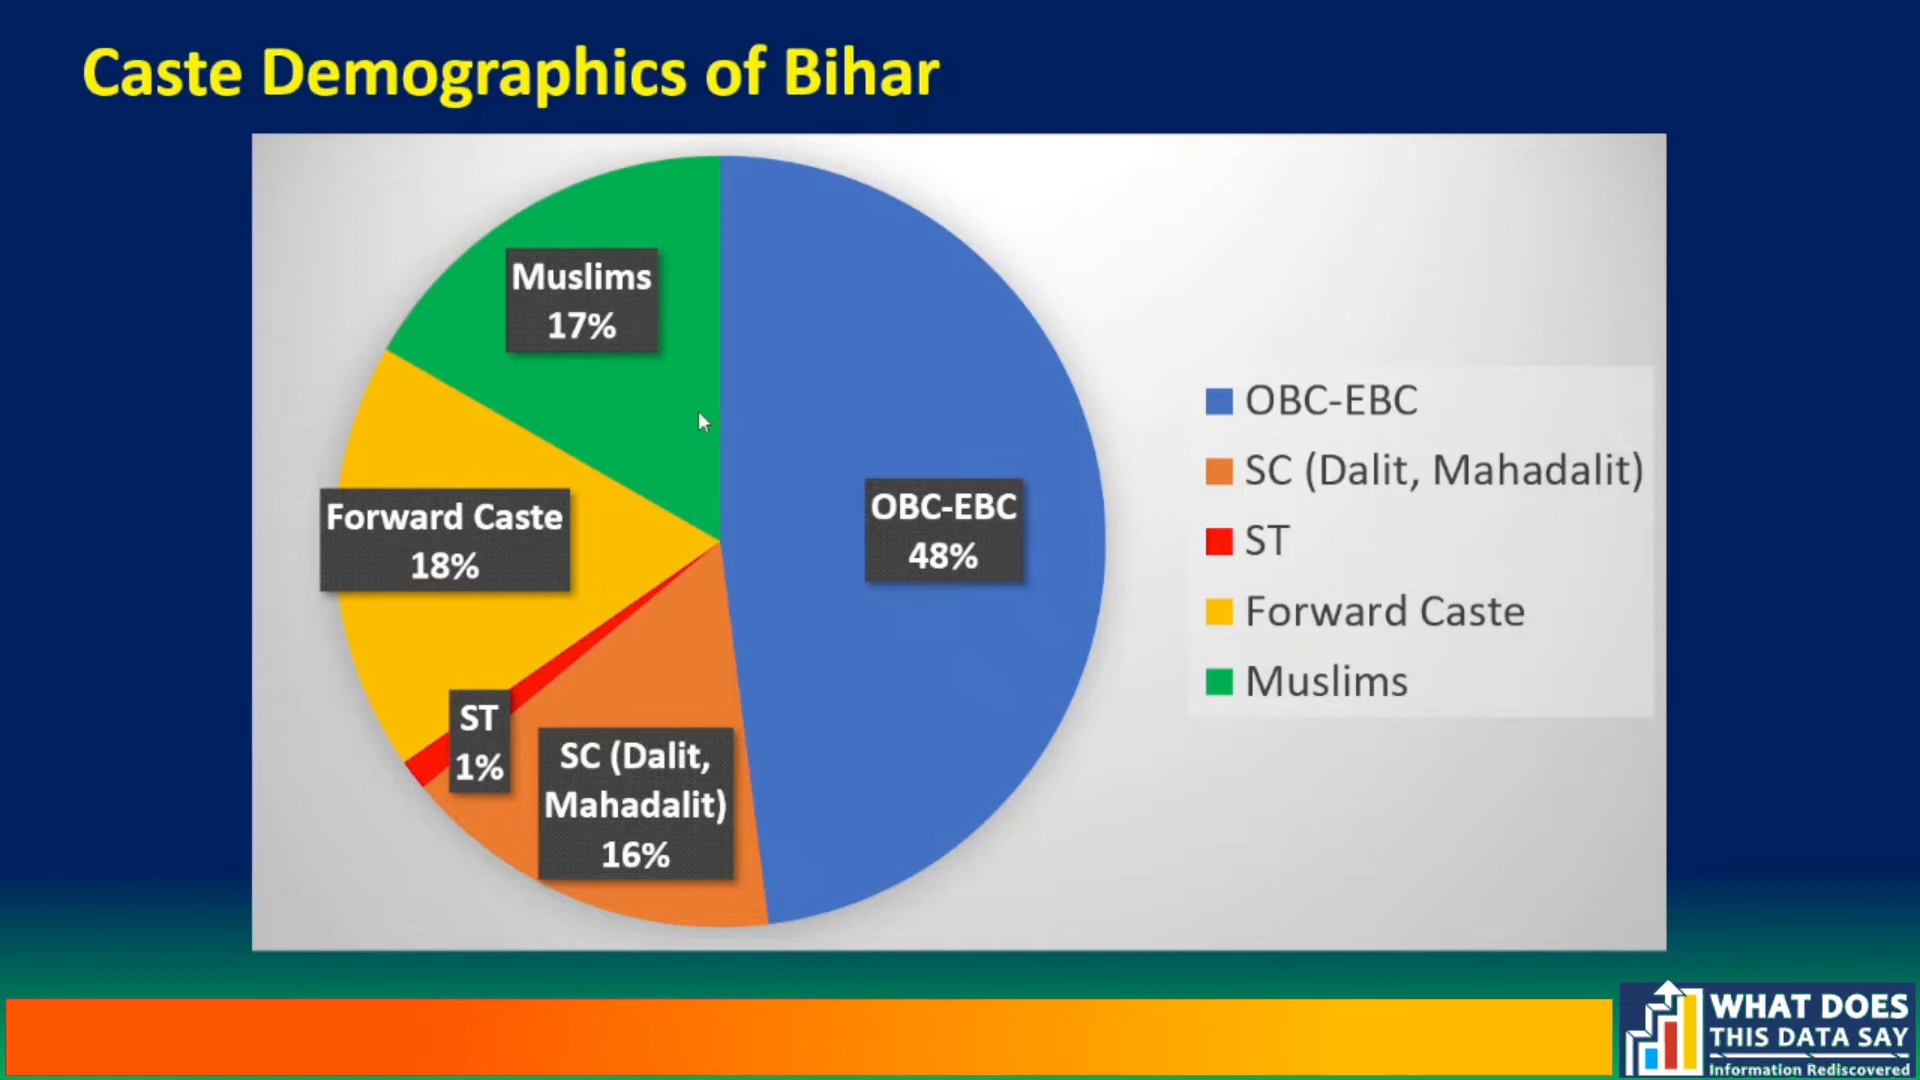 Caste Demographics of Bihar
Muslims
17%
Forward Caste
18%
OBC-EBC
48%
ST
1%
SC (Dalit,
Mahadalit)
16%
OBC-EBC
SC (Dalit, Mahadalit)
ST
Forward Caste
Muslims
WHAT DOES
THIS DATA SAY
Information Rediscovered